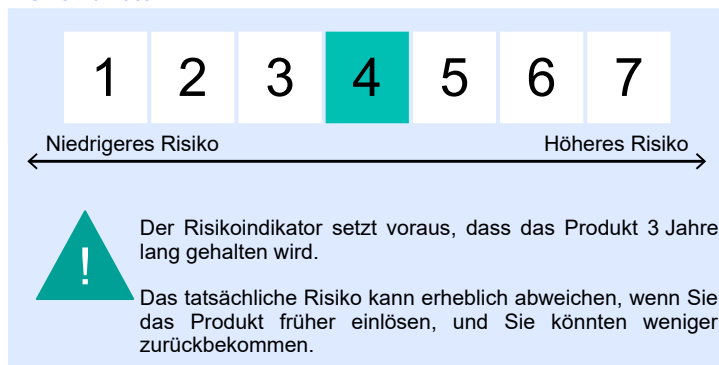 1 2 3 4 5 6 7
Niedrigeres Risiko Höheres Risiko
!
Der Risikoindikator setzt voraus, dass das Produkt 3 Jahre
lang gehalten wird.
Das tatsächliche Risiko kann erheblich abweichen, wenn Sie
das Produkt früher einlösen, und Sie könnten weniger
zurückbekommen.